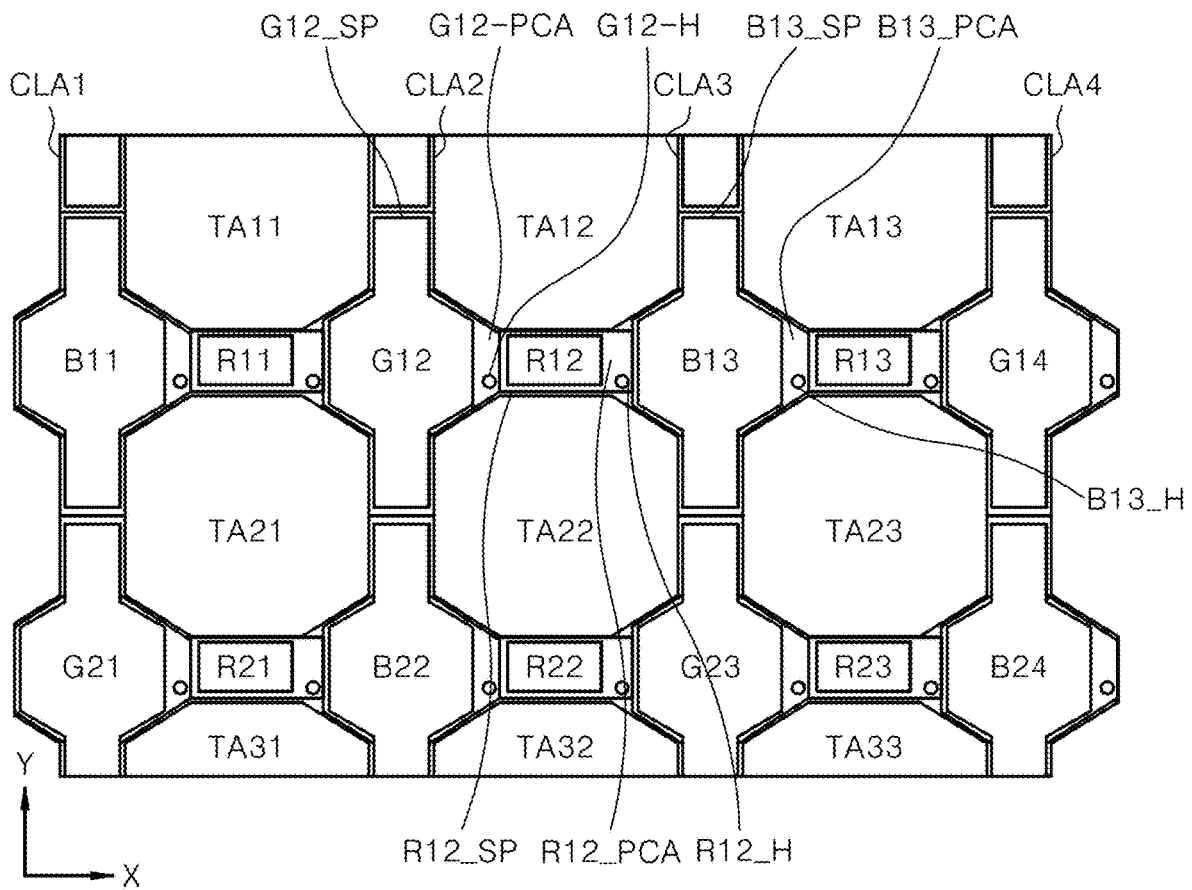 G12_SP G12-PCA G12-H B13_SP B13_PCA
CLA1 CLA2 CLA3 CLA4
TA11 TA12 TA13
B11 R11 G12 R12 B13 R13 G14
B13_H
TA21 TA22 TA23
G21 R21 B22 R22 G23 R23 B24
TA31 TA32 TA33
Y
R12_SP R12_PCA R12_H
X